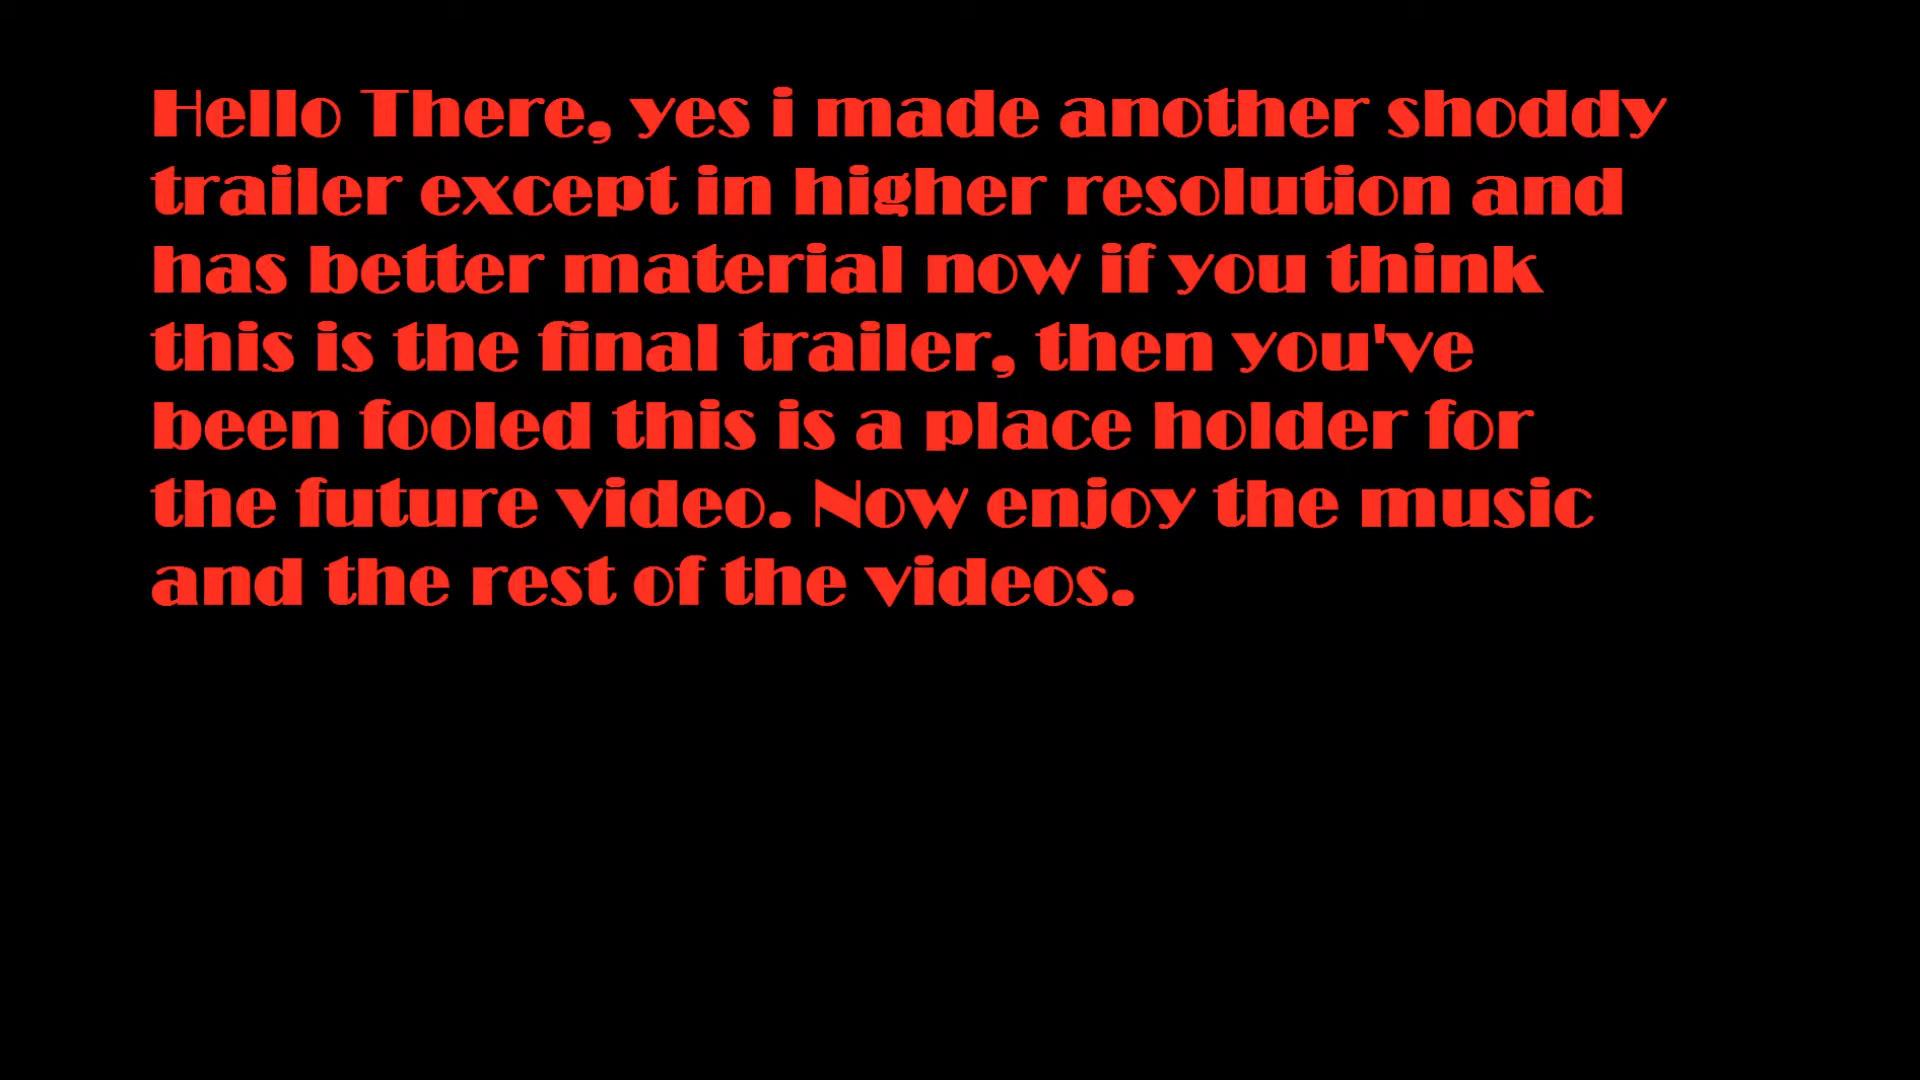 Hello There, yes i made another shoddy
trailer except in higher resolution and
has better material now if you think
this is the final trailer, then you've
been fooled this is a place holder for
the future video. Now enjoy the music
and the rest of the videos.